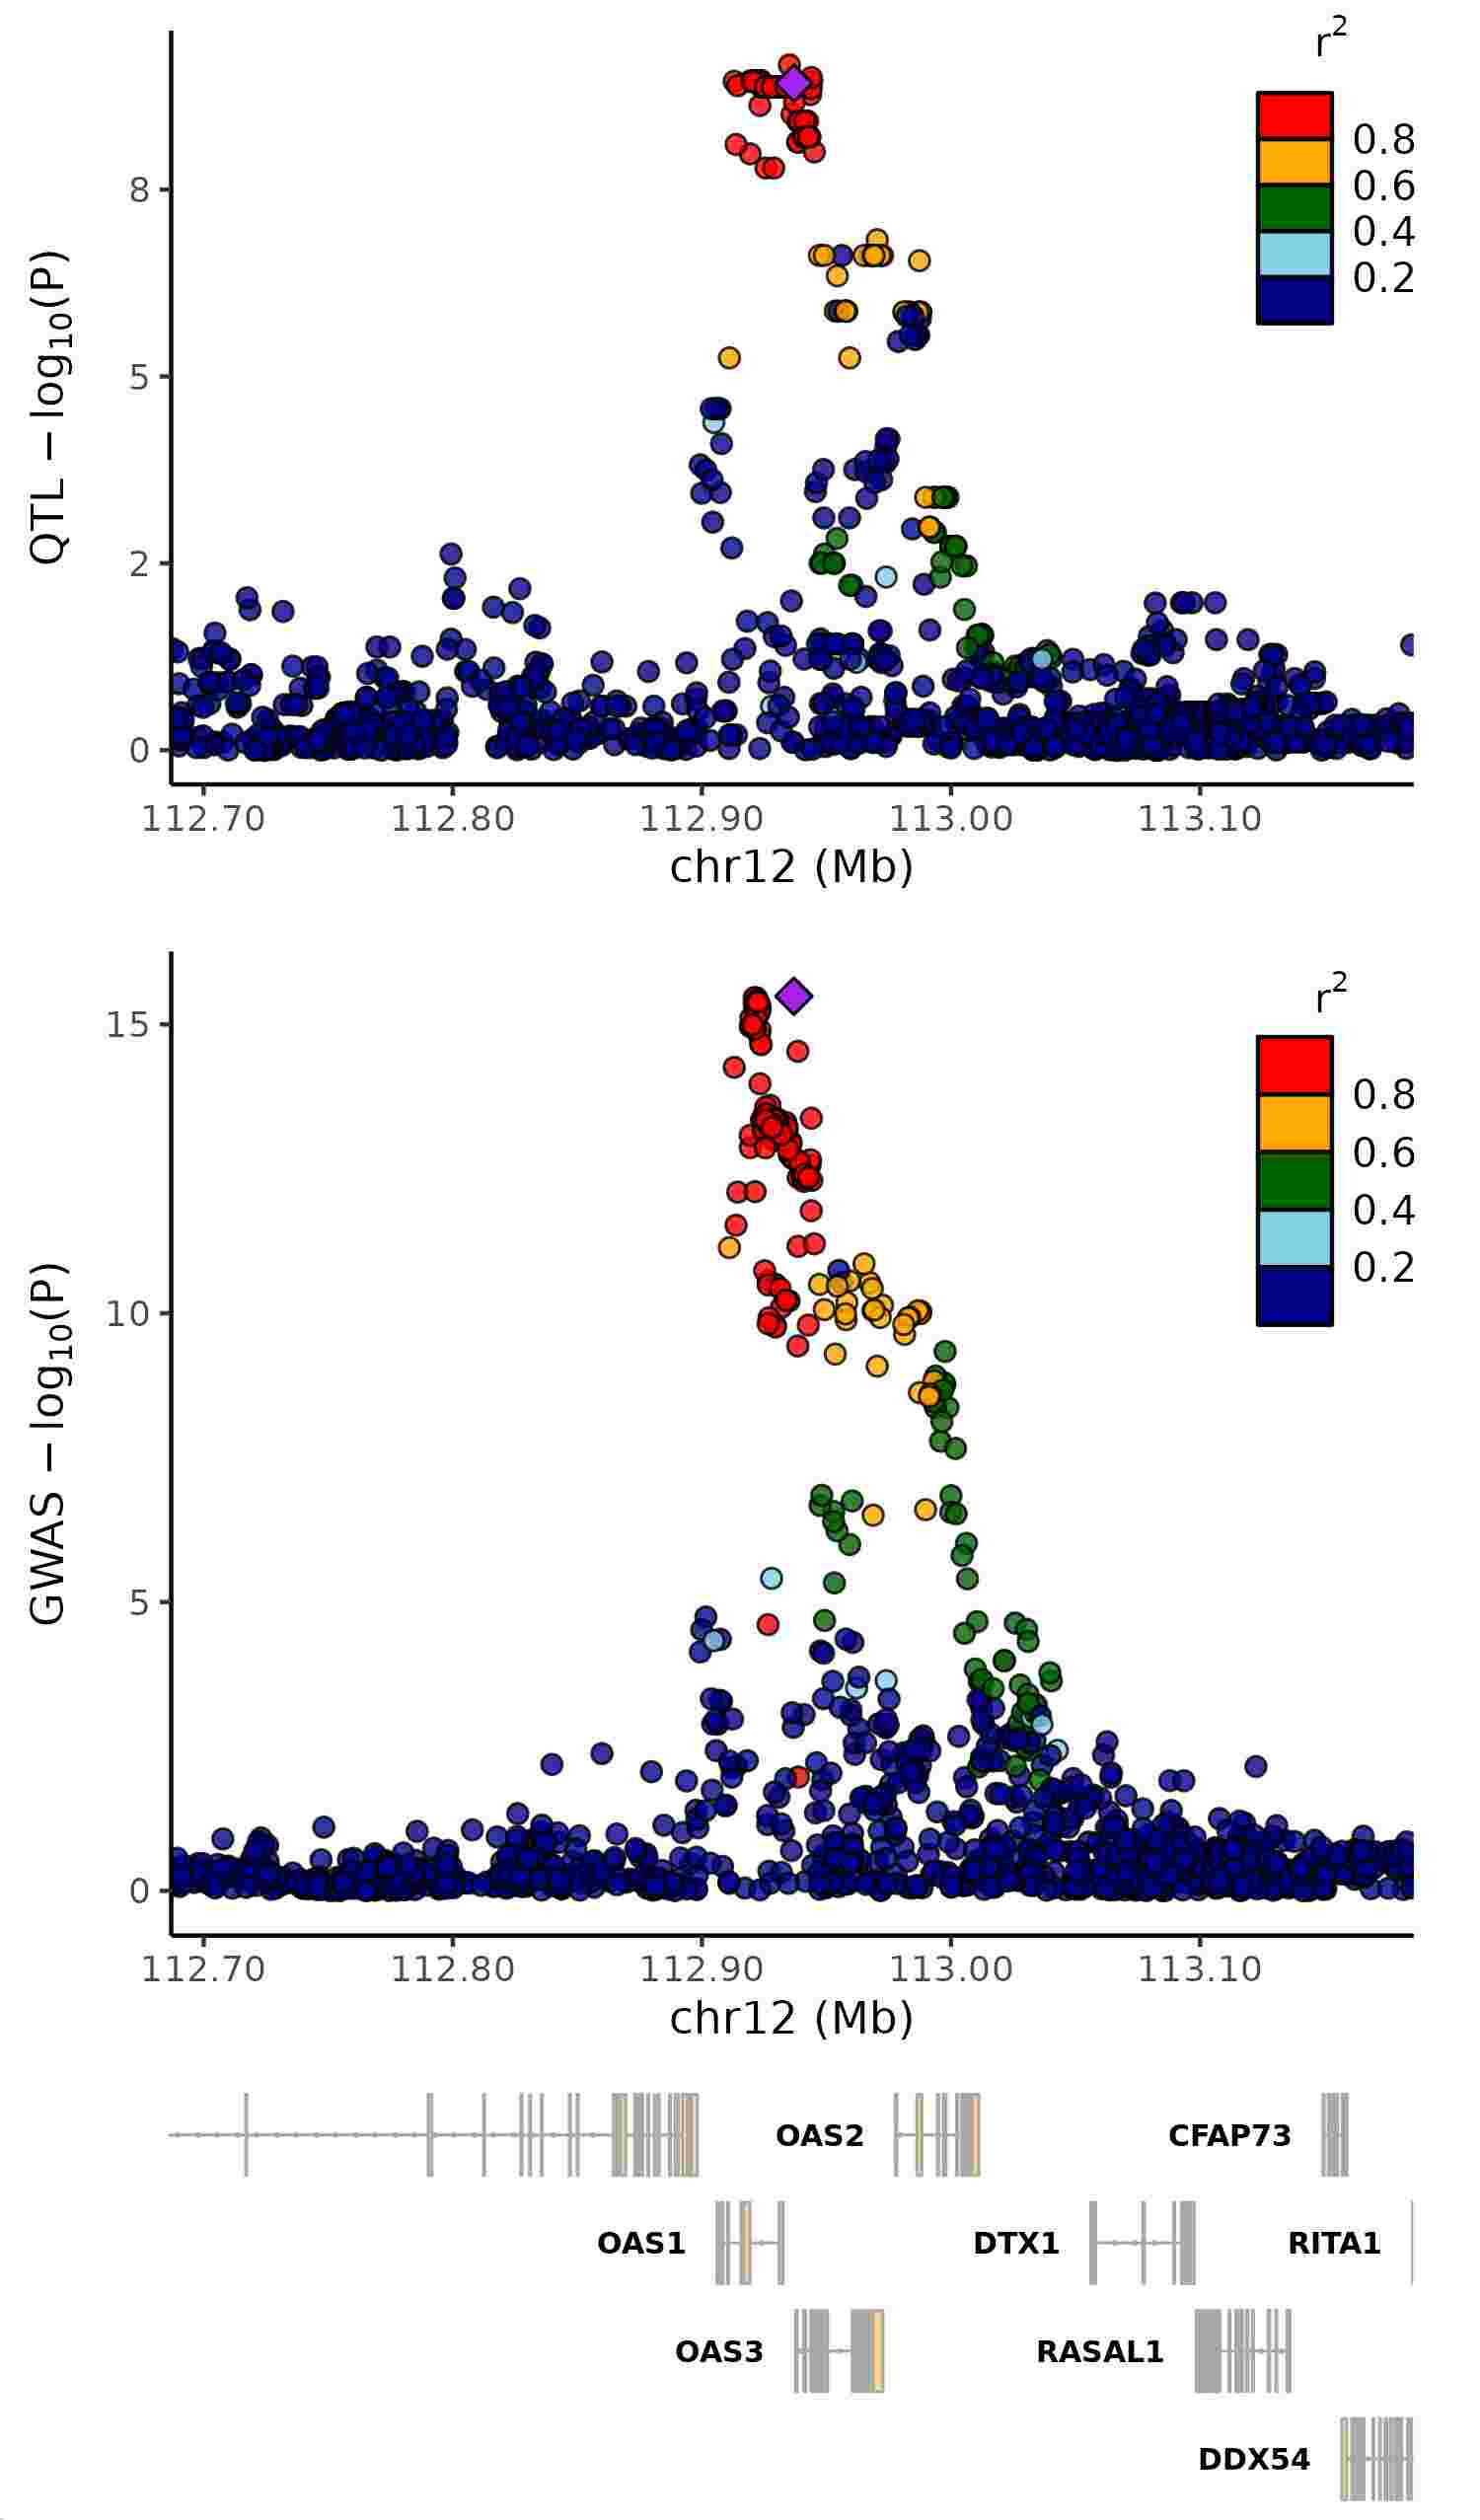 r²
0.8
0.6
0.4
0.2
QTL − log₁₀(P)
8
5
2
0
112.70 112.80 112.90 113.00 113.10
chr12 (Mb)
r²
0.8
0.6
0.4
0.2
GWAS − log₁₀(P)
15
10
5
0
112.70 112.80 112.90 113.00 113.10
chr12 (Mb)
OAS2 CFAP73
OAS1 DTX1 RITA1
OAS3 RASAL1
DDX54